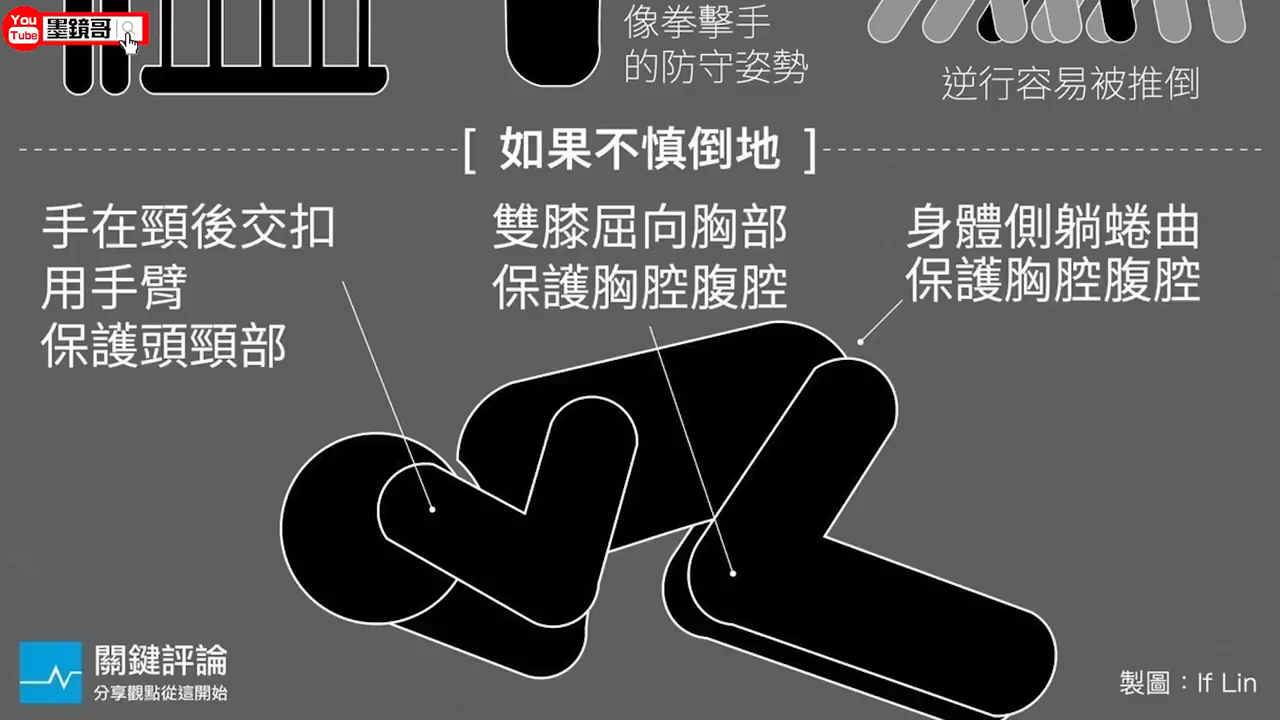 You
Tube
墨鏡哥
像拳擊手
的防守姿勢
逆行容易被推倒
[ 如果不慎倒地 ]
手在頸後交扣
用手臂
保護頭頸部
雙膝屈向胸部
保護胸腔腹腔
身體側躺蜷曲
保護胸腔腹腔
關鍵評論
分享觀點從這開始
製圖：If Lin